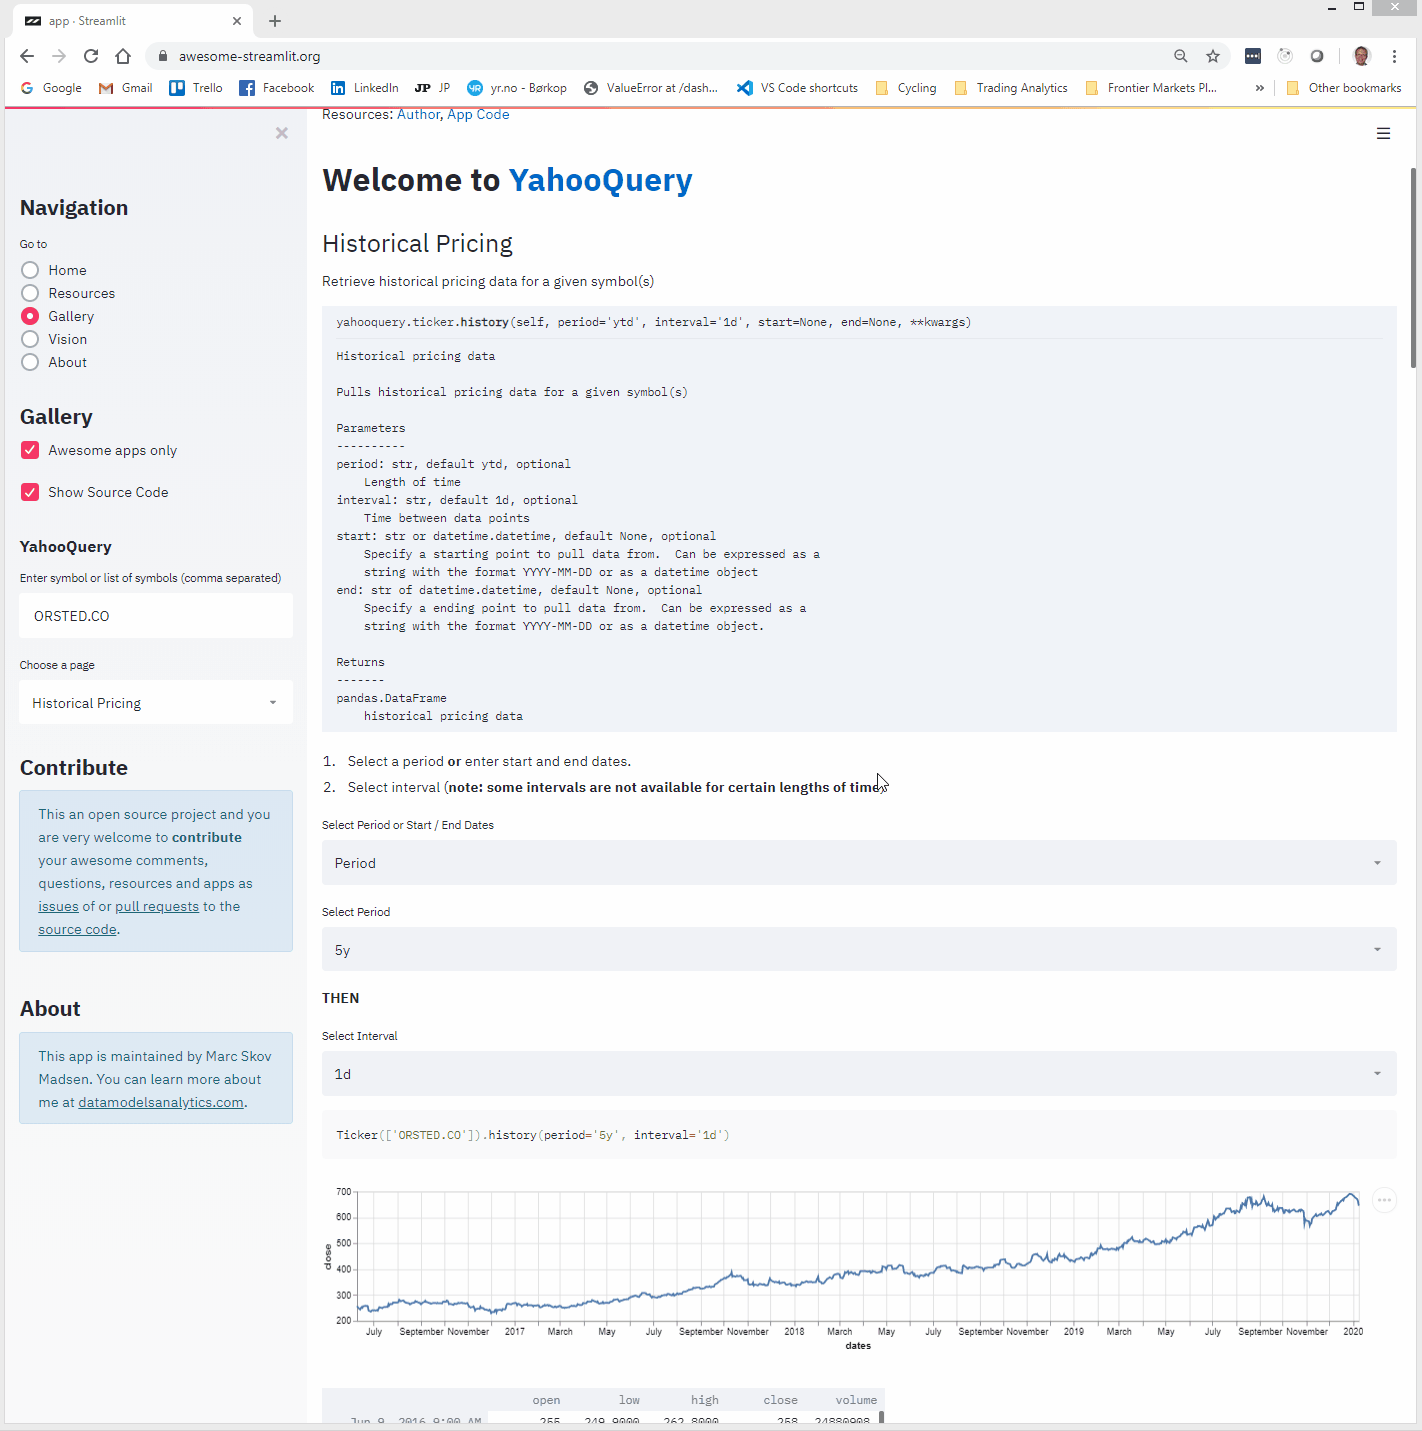 app · Streamlit
awesome-streamlit.org
Google Gmail Trello Facebook LinkedIn JP JP yr.no - Børkop ValueError at /dash... VS Code shortcuts Cycling Trading Analytics Frontier Markets Pl... » Other bookmarks
Navigation
Go to
Home
Resources
Gallery
Vision
About
Gallery
Awesome apps only
Show Source Code
YahooQuery
Enter symbol or list of symbols (comma separated)
ORSTED.CO
Choose a page
Historical Pricing
Contribute
This an open source project and you
are very welcome to contribute
your awesome comments,
questions, resources and apps as
issues of or pull requests to the
source code.
About
This app is maintained by Marc Skov
Madsen. You can learn more about
me at datamodelsanalytics.com.
Resources: Author, App Code
Welcome to YahooQuery
Historical Pricing
Retrieve historical pricing data for a given symbol(s)
yahooquery.ticker.history(self, period='ytd', interval='1d', start=None, end=None, **kwargs)
Historical pricing data
Pulls historical pricing data for a given symbol(s)
Parameters
----------
period: str, default ytd, optional
Length of time
interval: str, default 1d, optional
Time between data points
start: str or datetime.datetime, default None, optional
Specify a starting point to pull data from.  Can be expressed as a
string with the format YYYY-MM-DD or as a datetime object
end: str of datetime.datetime, default None, optional
Specify a ending point to pull data from.  Can be expressed as a
string with the format YYYY-MM-DD or as a datetime object.
Returns
-------
pandas.DataFrame
historical pricing data
1. Select a period or enter start and end dates.
2. Select interval (note: some intervals are not available for certain lengths of time
Select Period or Start / End Dates
Period
Select Period
5y
THEN
Select Interval
1d
Ticker(['ORSTED.CO']).history(period='5y', interval='1d')
700
600
500
400
300
200
close
July September November 2017 March May July September November 2018 March May July September November 2019 March May July September November 2020
dates
open low high close volume
Jun 9, 2016 9:00 AM 255 249.9000 262.8000 258 24880908